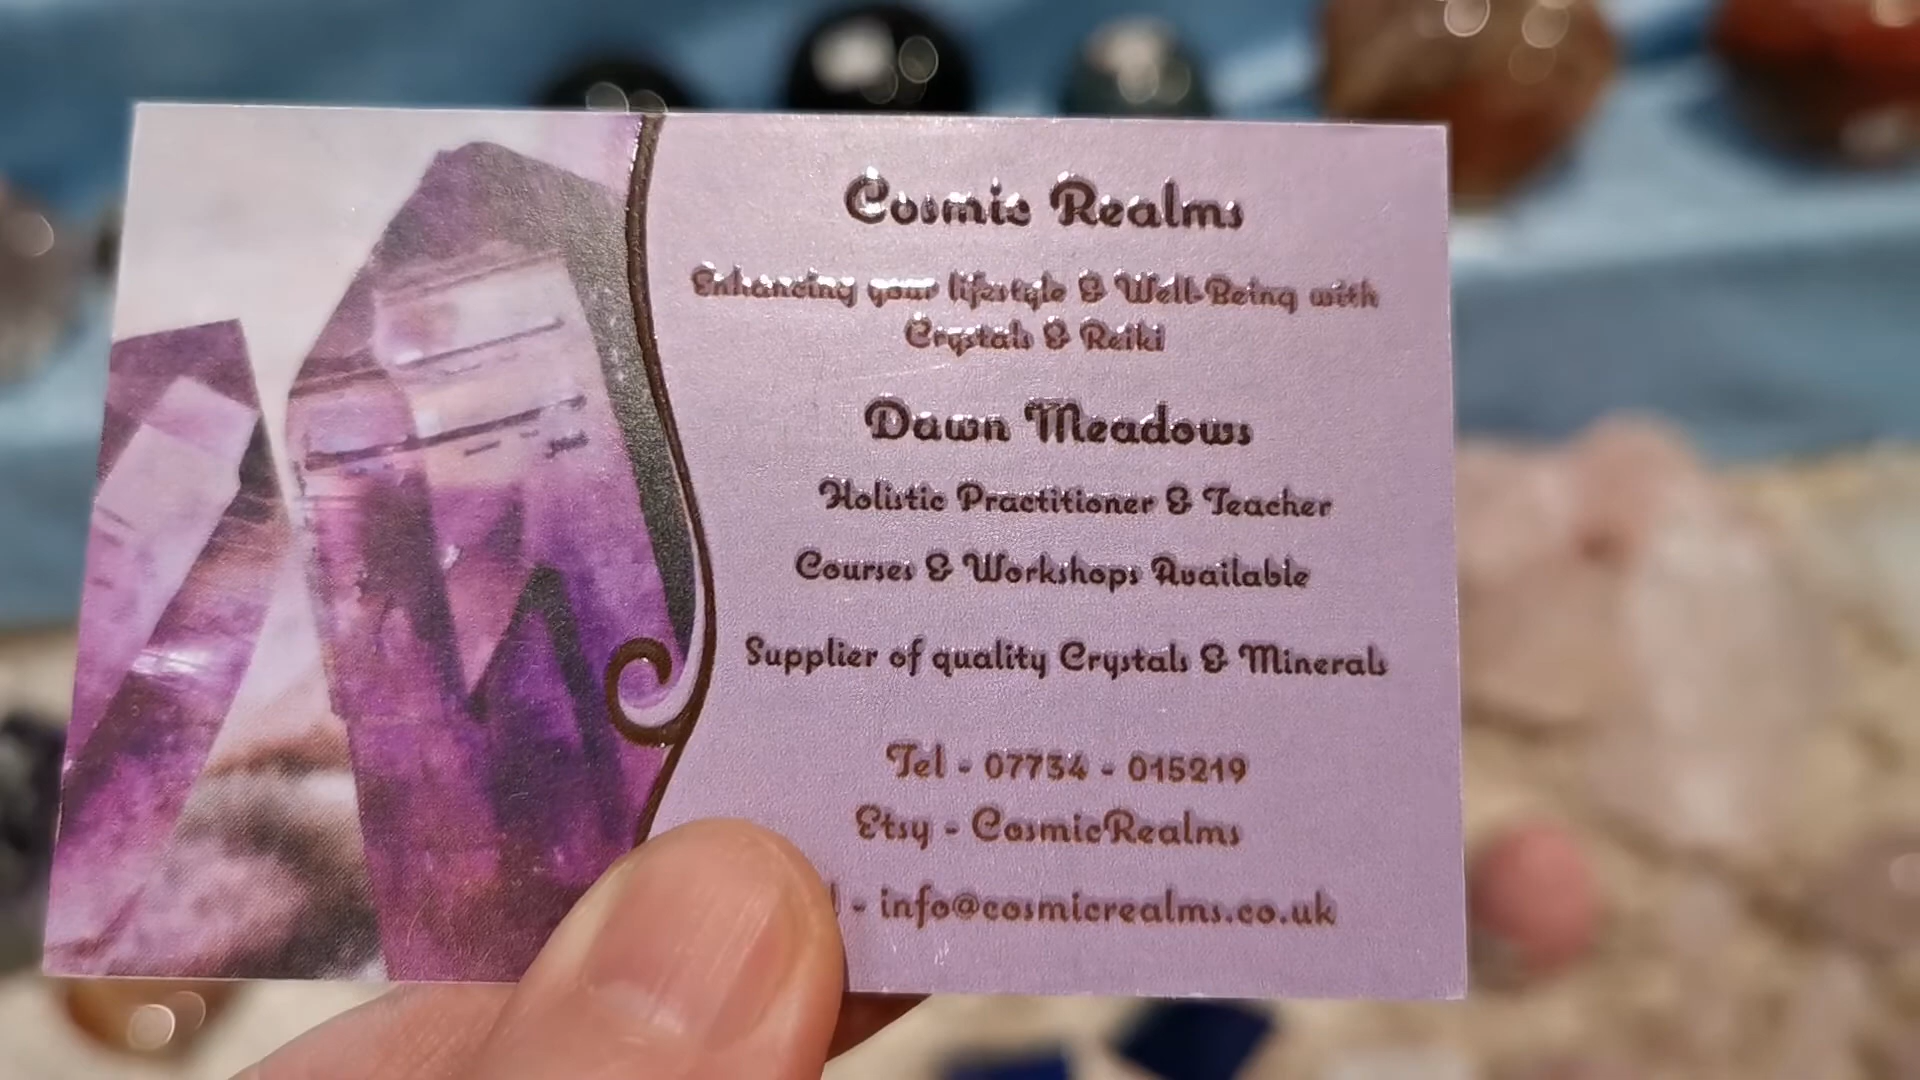 Cosmic Realms
Enhancing your lifestyle & Well-Being with
Crystals & Reiki
Dawn Meadows
Holistic Practitioner & Teacher
Courses & Workshops Available
Supplier of quality Crystals & Minerals
Tel - 07734 - 015219
Etsy - CosmicRealms
- info@cosmicrealms.co.uk